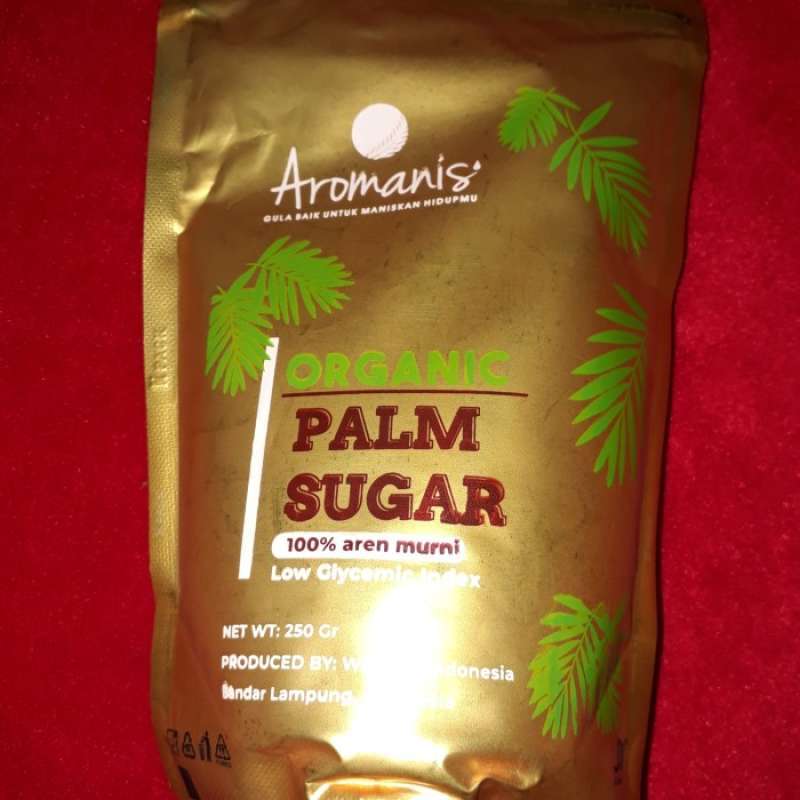 Aromanis
GULA BAIK UNTUK MANISKAN HIDUPMU
ORGANIC
PALM
SUGAR
100% aren murni
Low Glycemic Index
NET WT: 250 Gr
PRODUCED BY:
Bandar Lampung,